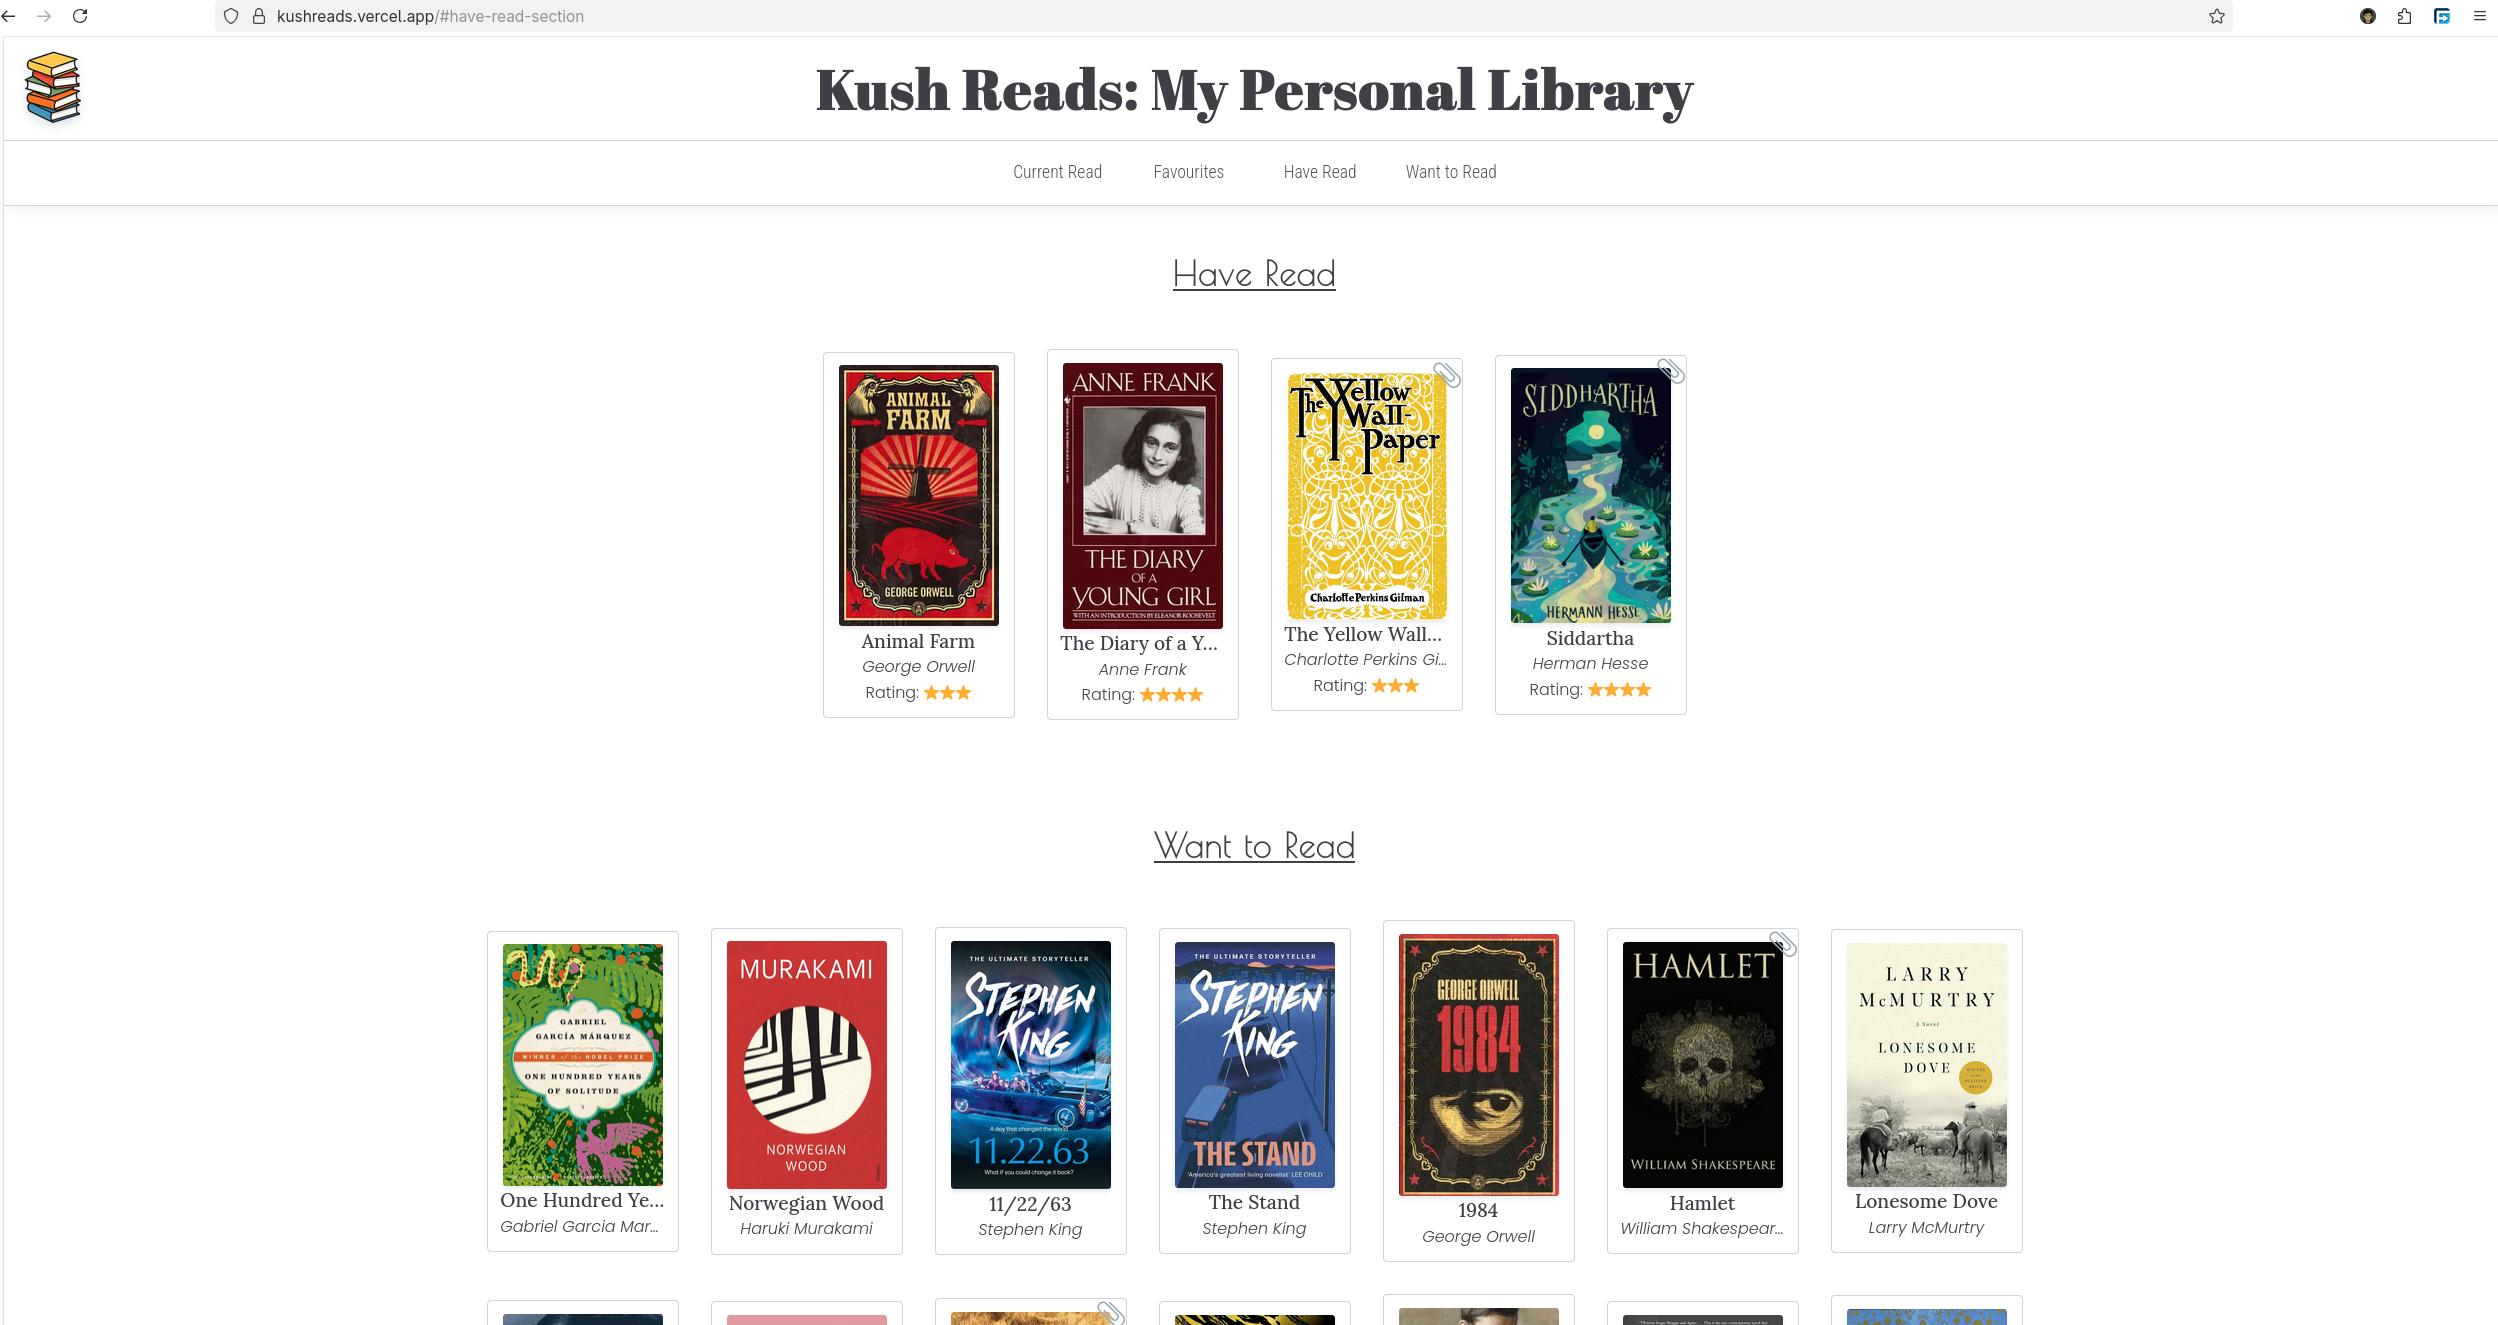 kushreads.vercel.app/#have-read-section
Kush Reads: My Personal Library
Current Read
Favourites
Have Read
Want to Read
Have Read
ANIMAL
FARM
GEORGE ORWELL
Animal Farm
George Orwell
Rating:
ANNE FRANK
THE DIARY
OF A
YOUNG GIRL
WITH AN INTRODUCTION BY ELEANOR ROOSEVELT
The Diary of a Y...
Anne Frank
Rating:
The Yellow
Wall-
Paper
Charlotte Perkins Gilman
The Yellow Wall...
Charlotte Perkins Gi...
Rating:
SIDDHARTHA
HERMANN HESSE
Siddartha
Herman Hesse
Rating:
Want to Read
GABRIEL
GARCÍA MÁRQUEZ
WINNER of the NOBEL PRIZE
ONE HUNDRED YEARS
OF SOLITUDE
One Hundred Ye...
Gabriel Garcia Mar...
MURAKAMI
NORWEGIAN
WOOD
Norwegian Wood
Haruki Murakami
THE ULTIMATE STORYTELLER
STEPHEN
KING
A day that changed the world
11.22.63
What if you could change it back?
11/22/63
Stephen King
THE ULTIMATE STORYTELLER
STEPHEN
KING
THE STAND
'America's greatest living novelist' LEE CHILD
The Stand
Stephen King
GEORGE ORWELL
1984
1984
George Orwell
HAMLET
WILLIAM SHAKESPEARE
Hamlet
William Shakespear...
LARRY
McMURTRY
A Novel
LONESOME
DOVE
WINNER
of the
PULITZER
PRIZE
Lonesome Dove
Larry McMurtry